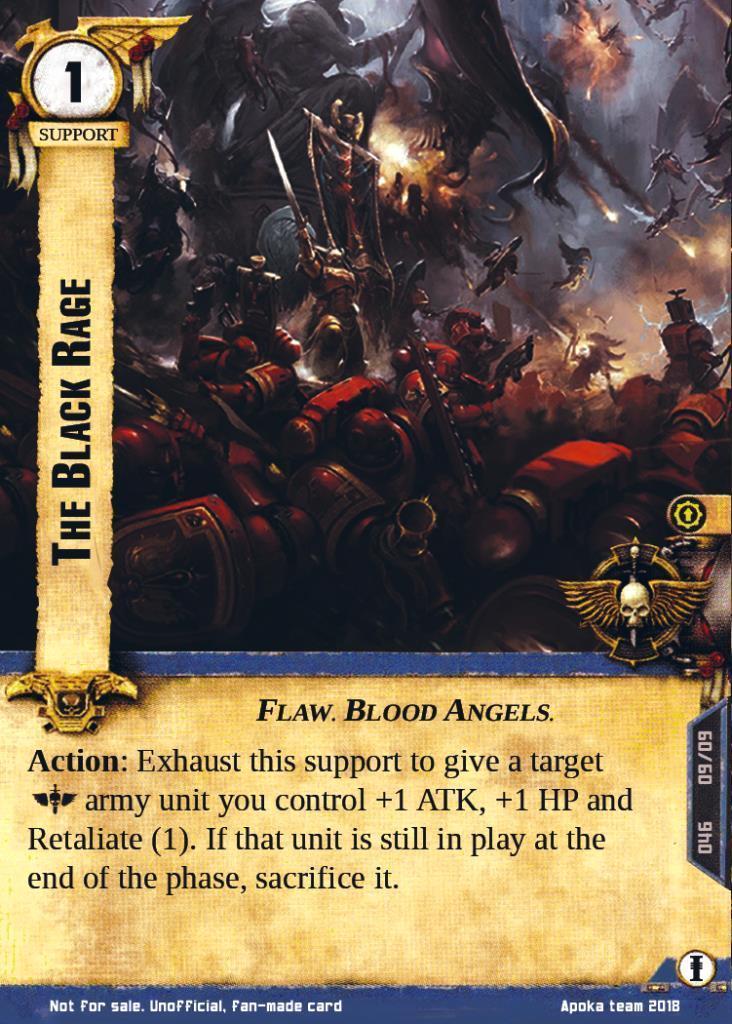 1
SUPPORT
THE BLACK RAGE
FLAW. BLOOD ANGELS.
Action: Exhaust this support to give a target
army unit you control +1 ATK, +1 HP and
Retaliate (1). If that unit is still in play at the
end of the phase, sacrifice it.
09/60
046
Not for sale. Unofficial, fan-made card
Apoka team 2018